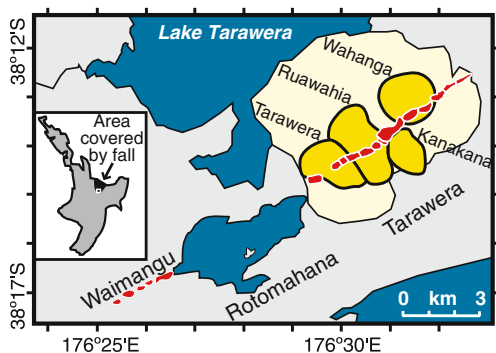 38°12'S
Lake Tarawera
Wahanga
Ruawahia
Tarawera
Kanakana
Tarawera
Area
covered
by fall
Waimangu
Rotomahana
38°17'S
0 km 3
176°25'E
176°30'E